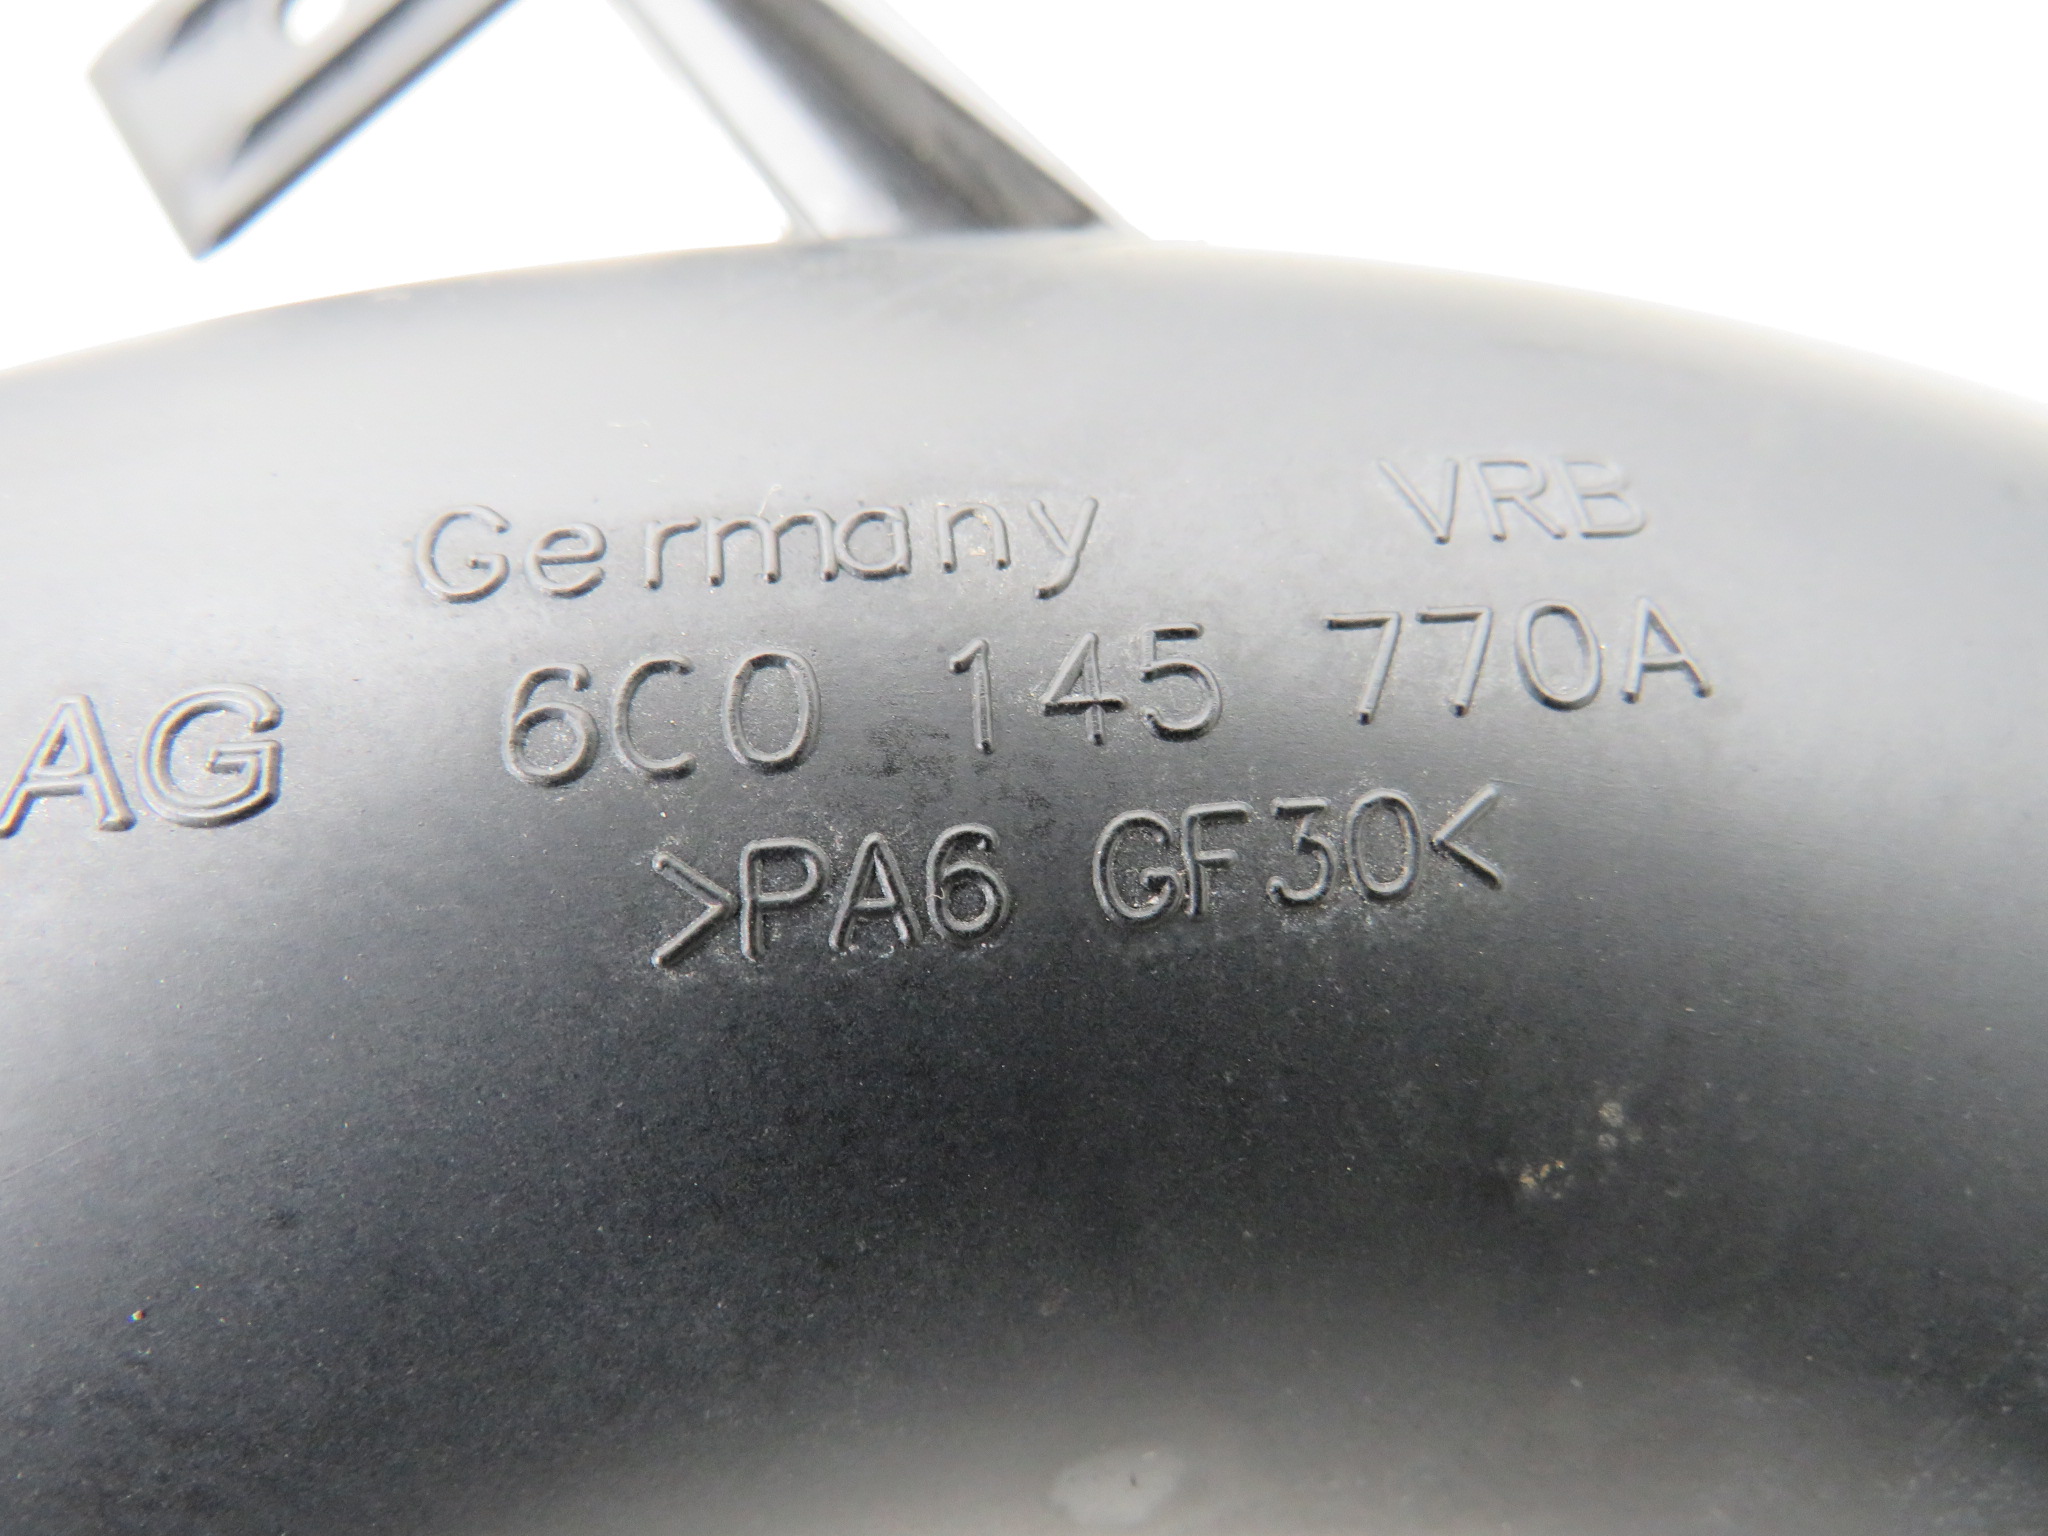 Germany VRB
AG 6C0 145 770A
>PA6 GF30<